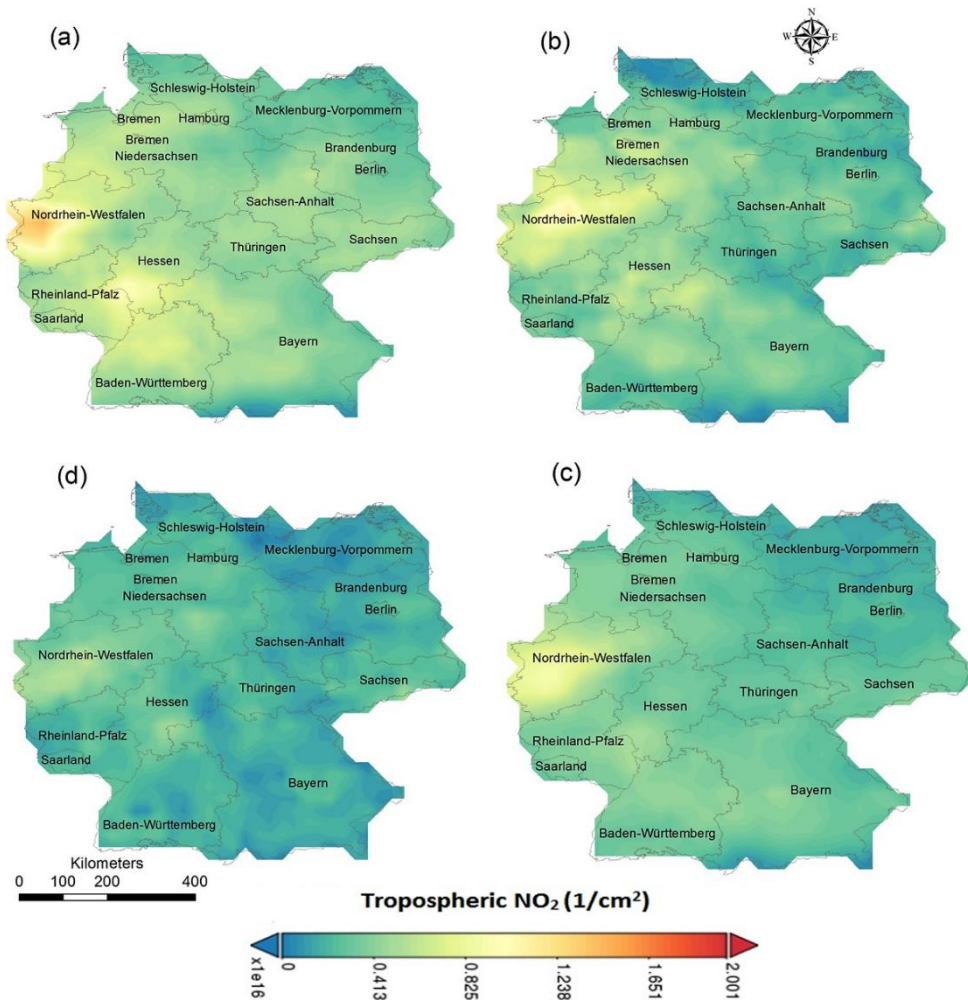 (a)
Schleswig-Holstein
Mecklenburg-Vorpommern
Bremen
Hamburg
Bremen
Niedersachsen
Brandenburg
Berlin
Nordrhein-Westfalen
Sachsen-Anhalt
Hessen
Thüringen
Sachsen
Rheinland-Pfalz
Saarland
Bayern
Baden-Württemberg
(b)
N
W
E
S
Schleswig-Holstein
Bremen
Hamburg
Mecklenburg-Vorpommern
Bremen
Niedersachsen
Brandenburg
Berlin
Nordrhein-Westfalen
Sachsen-Anhalt
Hessen
Thüringen
Sachsen
Rheinland-Pfalz
Saarland
Bayern
Baden-Württemberg
(d)
Schleswig-Holstein
Bremen
Hamburg
Mecklenburg-Vorpommern
Bremen
Niedersachsen
Brandenburg
Berlin
Nordrhein-Westfalen
Sachsen-Anhalt
Hessen
Thüringen
Sachsen
Rheinland-Pfalz
Saarland
Bayern
Baden-Württemberg
(c)
Schleswig-Holstein
Bremen
Hamburg
Mecklenburg-Vorpommern
Bremen
Niedersachsen
Brandenburg
Berlin
Nordrhein-Westfalen
Sachsen-Anhalt
Hessen
Thüringen
Sachsen
Rheinland-Pfalz
Saarland
Bayern
Baden-Württemberg
Kilometers
0 100 200 400
Tropospheric NO₂ (1/cm²)
x1e16 0 0.413 0.825 1.238 1.651 2.001